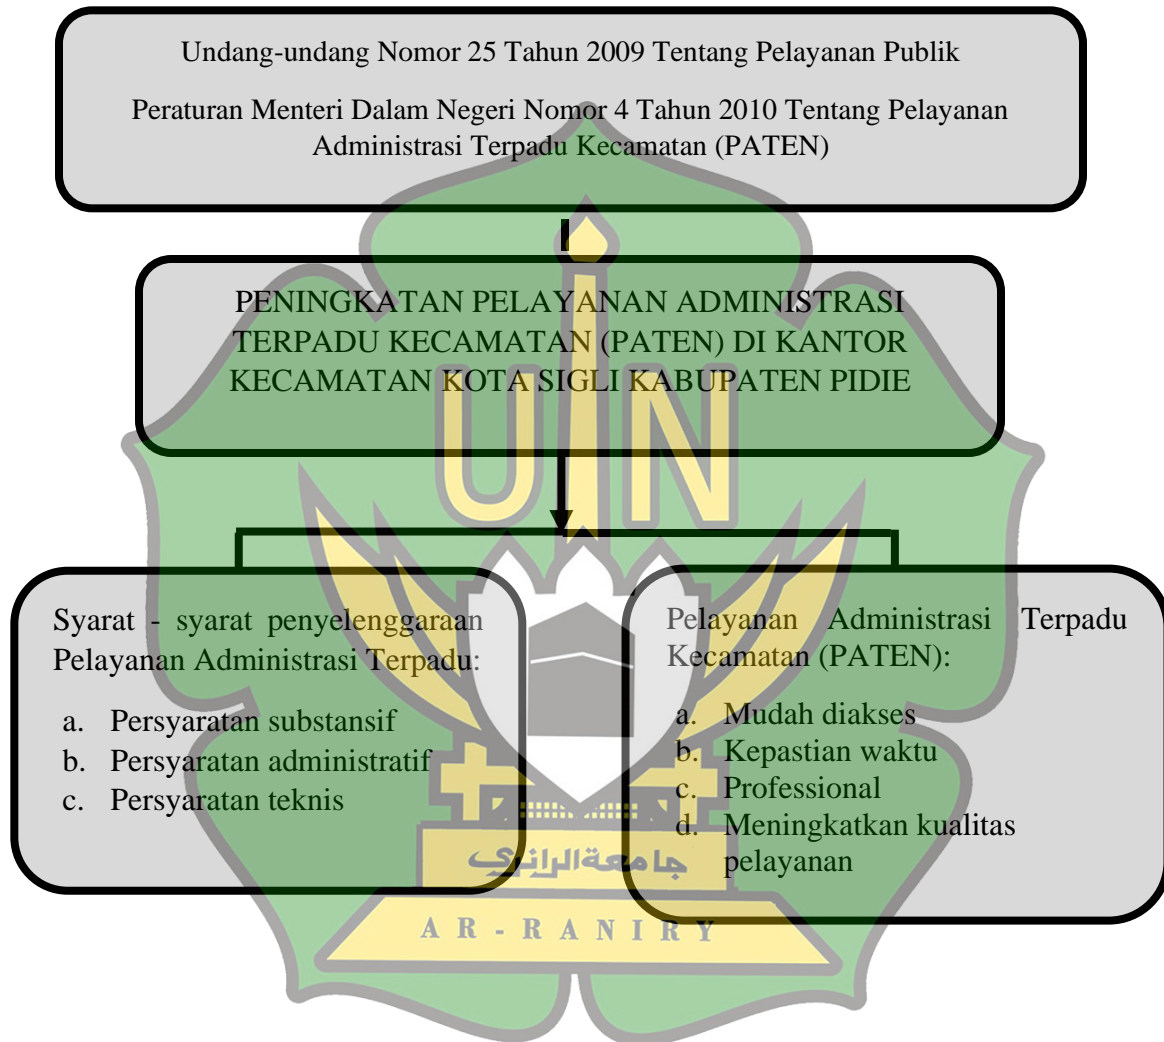 Undang-undang Nomor 25 Tahun 2009 Tentang Pelayanan Publik
Peraturan Menteri Dalam Negeri Nomor 4 Tahun 2010 Tentang Pelayanan
Administrasi Terpadu Kecamatan (PATEN)
PENINGKATAN PELAYANAN ADMINISTRASI
TERPADU KECAMATAN (PATEN) DI KANTOR
KECAMATAN KOTA SIGLI KABUPATEN PIDIE
UIN
Syarat - syarat penyelenggaraan
Pelayanan Administrasi Terpadu:
a. Persyaratan substansif
b. Persyaratan administratif
c. Persyaratan teknis
Pelayanan Administrasi Terpadu
Kecamatan (PATEN):
a. Mudah diakses
b. Kepastian waktu
c. Professional
d. Meningkatkan kualitas
pelayanan
جامعة الرانري
AR-RANIRY